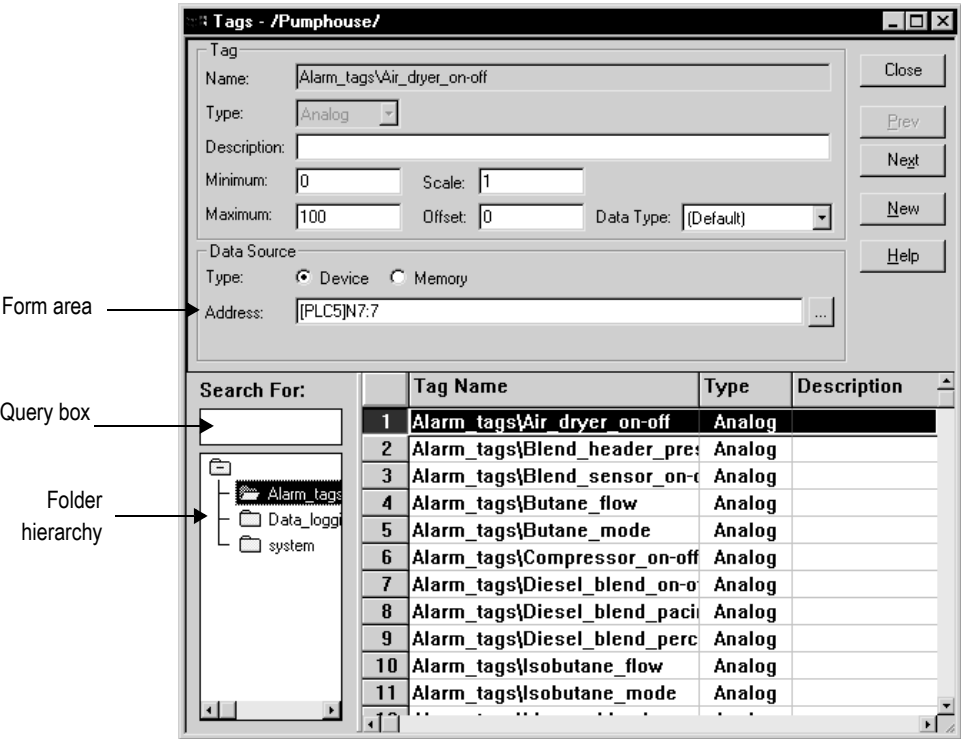 Tags - /Pumphouse/
Tag
Name: Alarm_tags\Air_dryer_on-off
Type: Analog
Description:
Minimum: 0 Scale: 1
Maximum: 100 Offset: 0 Data Type: (Default)
Close
Prev
Next
New
Help
Data Source
Type: Device Memory
Address: [PLC5]N7:7 ...
Form area
Query box
Folder
hierarchy
Search For:
Alarm_tags
Data_loggi
system
Tag Name Type Description
1 Alarm_tags\Air_dryer_on-off Analog
2 Alarm_tags\Blend_header_pres Analog
3 Alarm_tags\Blend_sensor_on-o Analog
4 Alarm_tags\Butane_flow Analog
5 Alarm_tags\Butane_mode Analog
6 Alarm_tags\Compressor_on-off Analog
7 Alarm_tags\Diesel_blend_on-o Analog
8 Alarm_tags\Diesel_blend_paci Analog
9 Alarm_tags\Diesel_blend_perc Analog
10 Alarm_tags\Isobutane_flow Analog
11 Alarm_tags\Isobutane_mode Analog